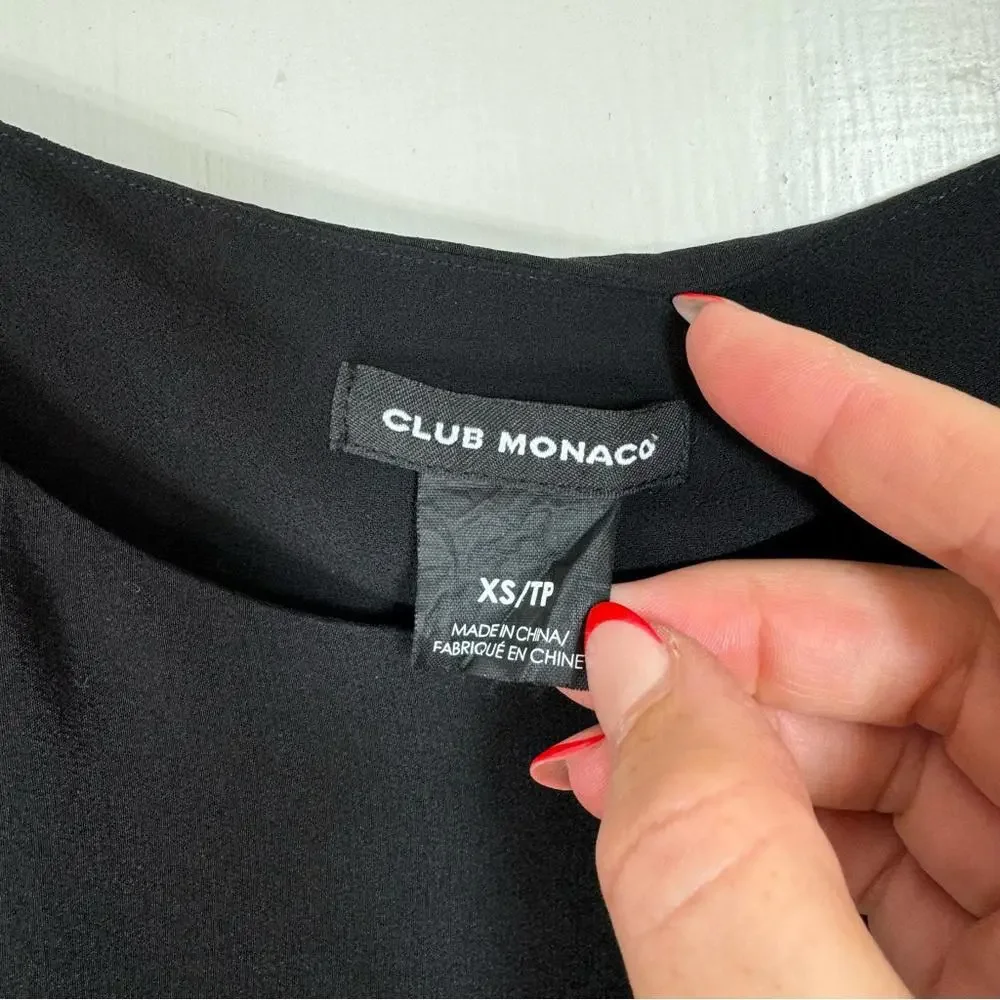 CLUB MONACO
XS/TP
MADE IN CHINA/
FABRIQUÉ EN CHINE